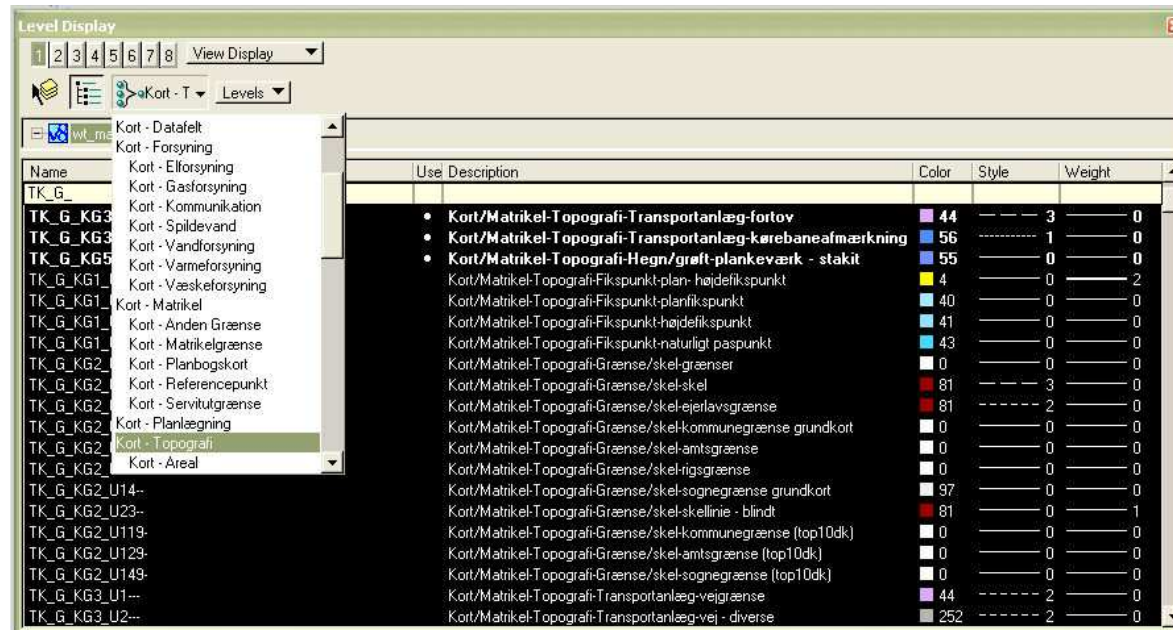 Level Display
1 2 3 4 5 6 7 8 View Display
Kort - T Levels
wt_ma
Kort - Datafelt
Kort - Forsyning
Kort - Elforsyning
Kort - Gasforsyning
Kort - Kommunikation
Kort - Spildevand
Kort - Vandforsyning
Kort - Varmeforsyning
Kort - Væskeforsyning
Kort - Matrikel
Kort - Anden Grænse
Kort - Matrikelgrænse
Kort - Planbogskort
Kort - Referencepunkt
Kort - Servitutgrænse
Kort - Planlægning
Kort - Topografi
Kort - Areal
Name Use Description Color Style Weight
TK_G_
TK_G_KG3 Kort/Matrikel-Topografi-Transportanlæg-fortov 44 3 0
TK_G_KG3 Kort/Matrikel-Topografi-Transportanlæg-kørebaneafmærkning 56 1 0
TK_G_KG5 Kort/Matrikel-Topografi-Hegn/grøft-plankeværk - stakit 55 0 0
TK_G_KG1_ Kort/Matrikel-Topografi-Fikspunkt-plan- højdefikspunkt 4 0 2
TK_G_KG1_ Kort/Matrikel-Topografi-Fikspunkt-planfikspunkt 40 0 0
TK_G_KG1_ Kort/Matrikel-Topografi-Fikspunkt-højdefikspunkt 41 0 0
TK_G_KG1_ Kort/Matrikel-Topografi-Fikspunkt-naturligt paspunkt 43 0 0
TK_G_KG2_ Kort/Matrikel-Topografi-Grænse/skel-grænser 0 0 0
TK_G_KG2_ Kort/Matrikel-Topografi-Grænse/skel-skel 81 3 0
TK_G_KG2_ Kort/Matrikel-Topografi-Grænse/skel-ejerlavsgrænse 81 2 0
TK_G_KG2_ Kort/Matrikel-Topografi-Grænse/skel-kommunegrænse grundkort 0 0 0
TK_G_KG2_ Kort/Matrikel-Topografi-Grænse/skel-amtsgrænse 0 0 0
TK_G_KG2_ Kort/Matrikel-Topografi-Grænse/skel-rigsgrænse 0 0 0
TK_G_KG2_U14-- Kort/Matrikel-Topografi-Grænse/skel-sognegrænse grundkort 97 0 0
TK_G_KG2_U23-- Kort/Matrikel-Topografi-Grænse/skel-skellinie - blindt 81 0 1
TK_G_KG2_U119- Kort/Matrikel-Topografi-Grænse/skel-kommunegrænse (top10dk) 0 0 0
TK_G_KG2_U129- Kort/Matrikel-Topografi-Grænse/skel-amtsgrænse (top10dk) 0 0 0
TK_G_KG2_U149- Kort/Matrikel-Topografi-Grænse/skel-sognegrænse (top10dk) 0 0 0
TK_G_KG3_U1--- Kort/Matrikel-Topografi-Transportanlæg-vejgrænse 44 2 0
TK_G_KG3_U2--- Kort/Matrikel-Topografi-Transportanlæg-vej - diverse 252 2 0